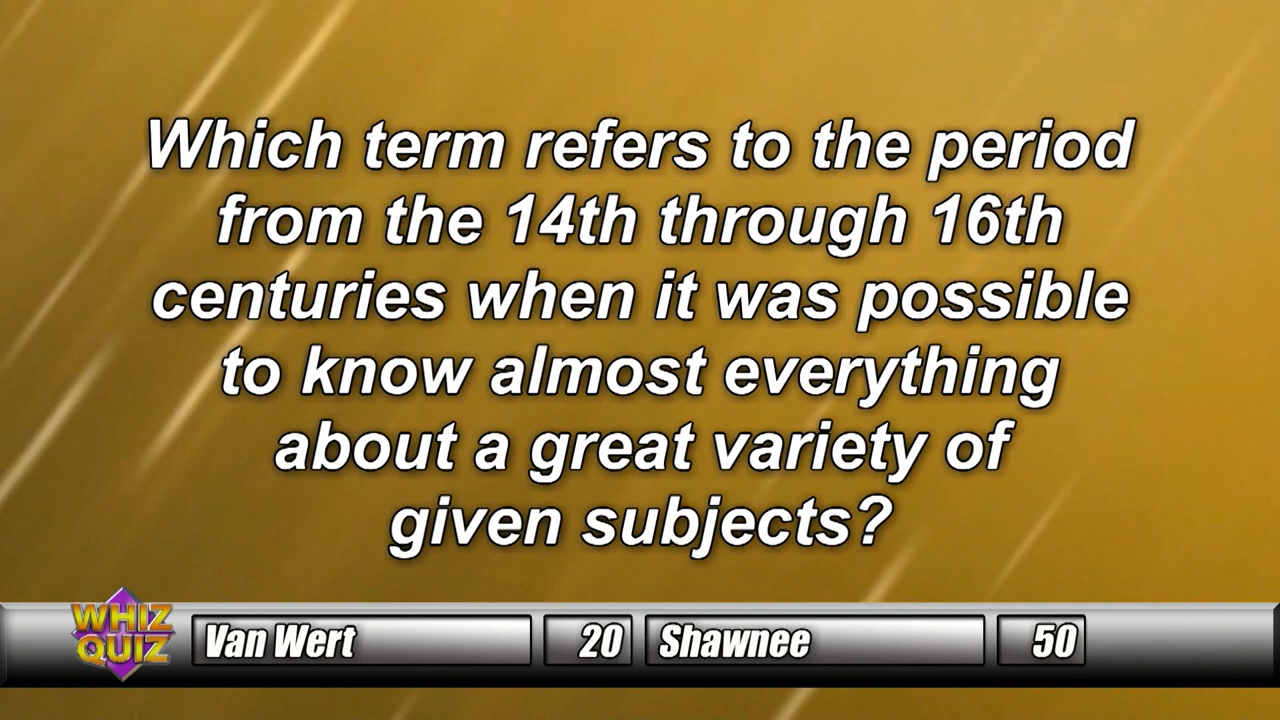 Which term refers to the period
from the 14th through 16th
centuries when it was possible
to know almost everything
about a great variety of
given subjects?
WHIZ
QUIZ
Van Wert 20 Shawnee 50